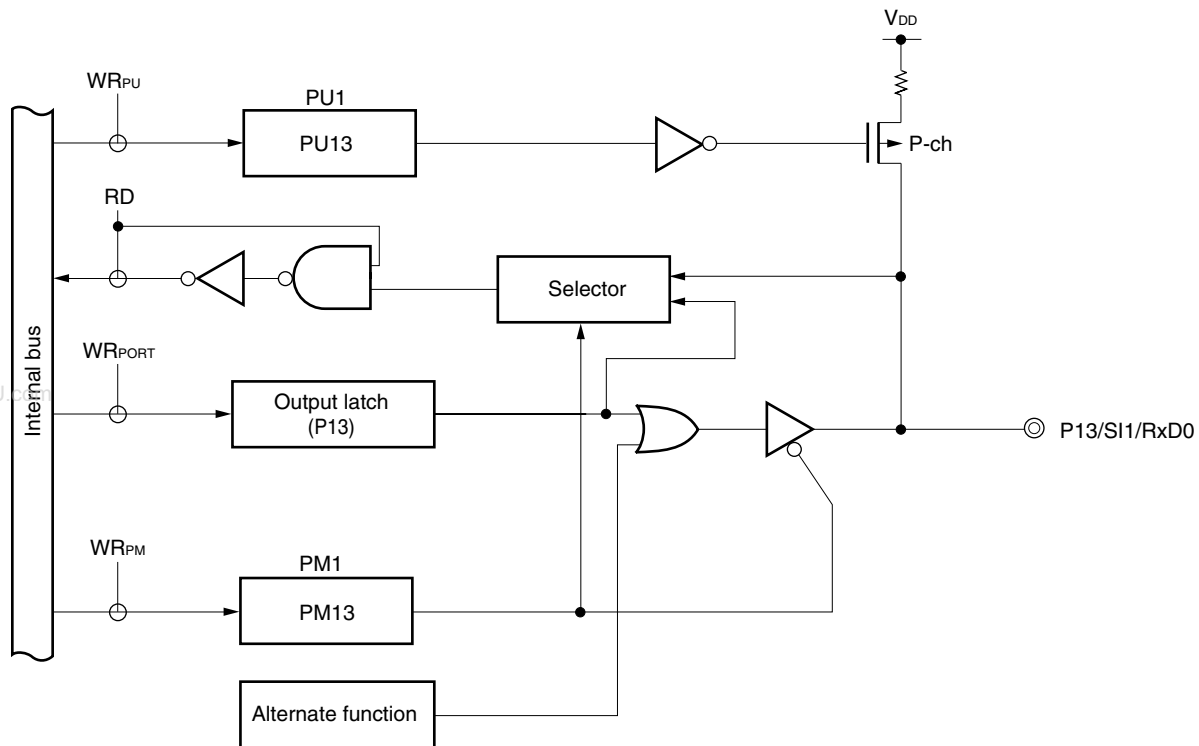 VDD
WRPU
PU1
PU13
P-ch
RD
Selector
Internal bus
WRPORT
Output latch
(P13)
P13/SI1/RxD0
WRPM
PM1
PM13
Alternate function